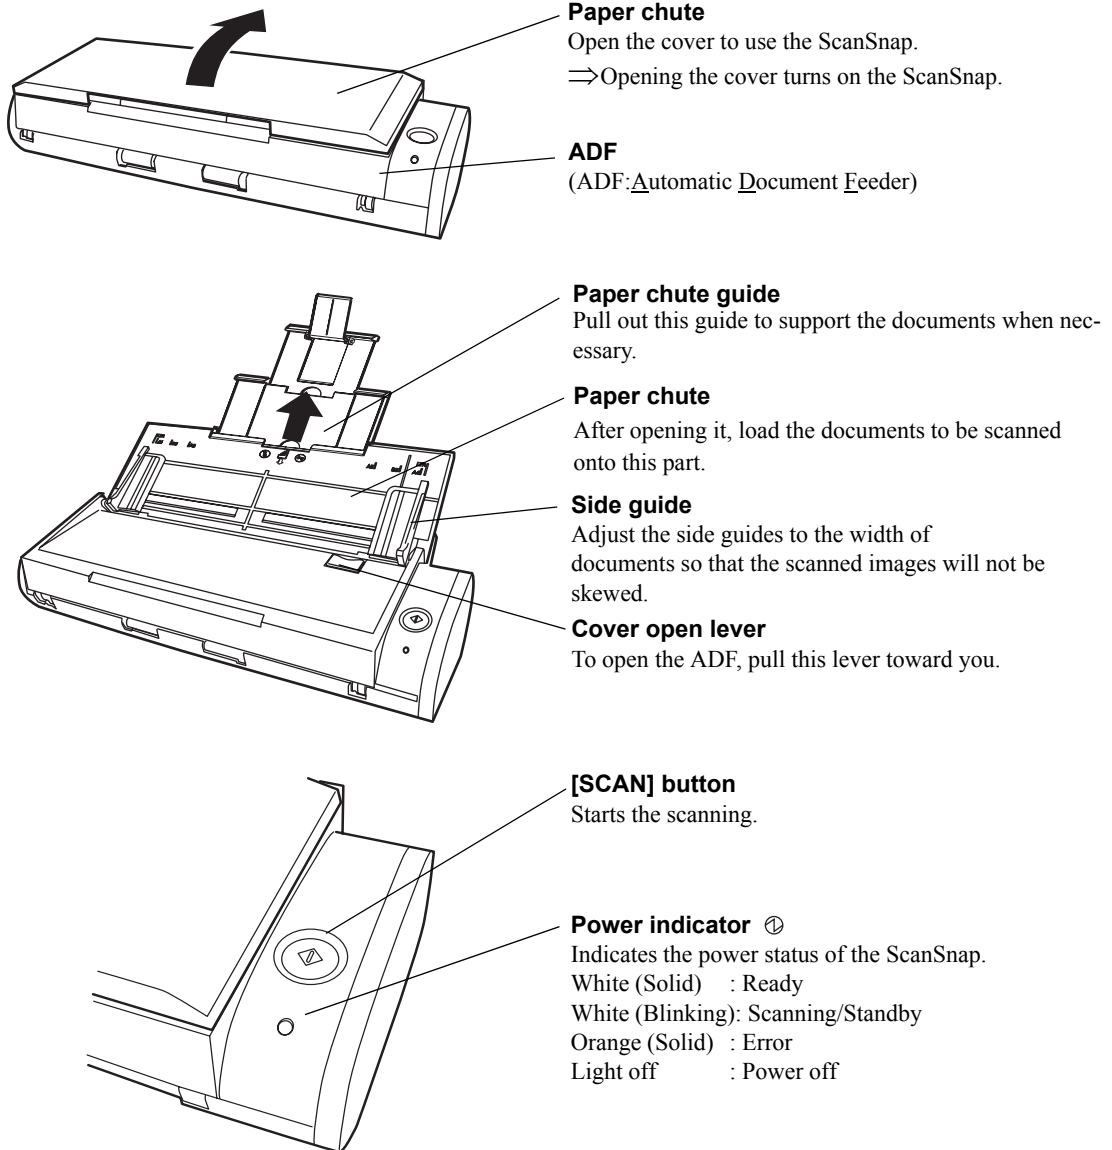 Paper chute
Open the cover to use the ScanSnap.
⇒Opening the cover turns on the ScanSnap.
ADF
(ADF:Automatic Document Feeder)
Paper chute guide
Pull out this guide to support the documents when nec-
essary.
Paper chute
After opening it, load the documents to be scanned
onto this part.
Side guide
Adjust the side guides to the width of
documents so that the scanned images will not be
skewed.
Cover open lever
To open the ADF, pull this lever toward you.
[SCAN] button
Starts the scanning.
Power indicator
Indicates the power status of the ScanSnap.
White (Solid) : Ready
White (Blinking): Scanning/Standby
Orange (Solid) : Error
Light off : Power off